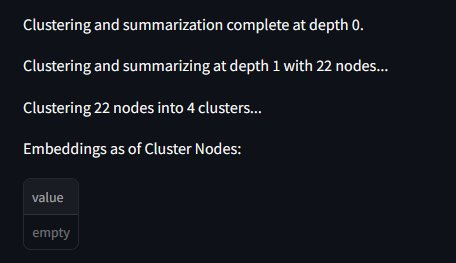 Clustering and summarization complete at depth 0.
Clustering and summarizing at depth 1 with 22 nodes...
Clustering 22 nodes into 4 clusters...
Embeddings as of Cluster Nodes:
value
empty